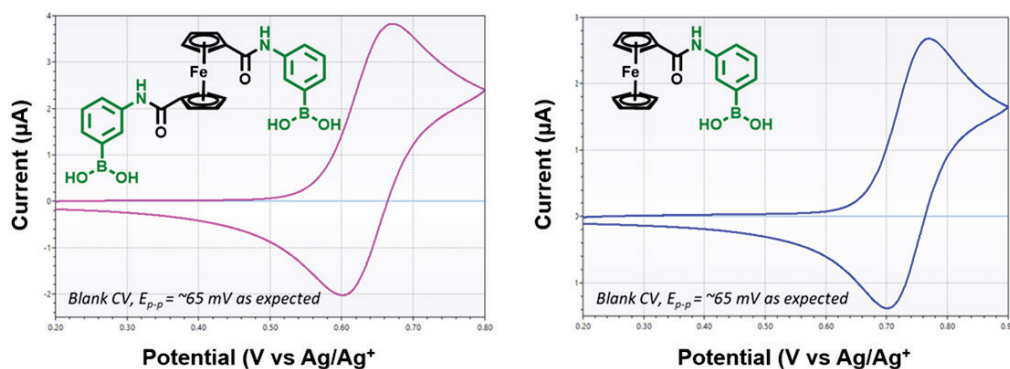 Current (µA)
4
3
2
1
0
-1
-2
0.20
0.30
0.40
0.50
0.60
0.70
0.80
Fe
H
N
O
B
HO
OH
H
N
O
B
HO
OH
Blank CV, Ep-p = ~65 mV as expected
Potential (V vs Ag/Ag+
Current (µA)
3
2
1
0
1
0.20
0.30
0.40
0.50
0.60
0.70
0.80
0.9
Fe
H
N
O
B
HO
OH
Blank CV, Ep-p = ~65 mV as expected
Potential (V vs Ag/Ag+